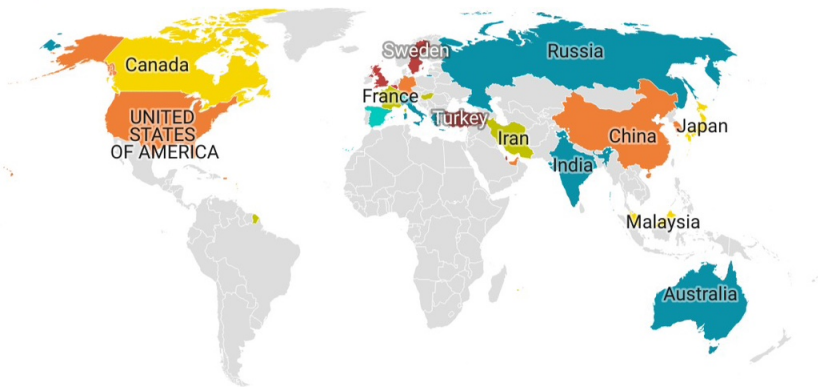 Canada
UNITED
STATES
OF AMERICA
Sweden
France
Turkey
Russia
Iran
India
China
Japan
Malaysia
Australia